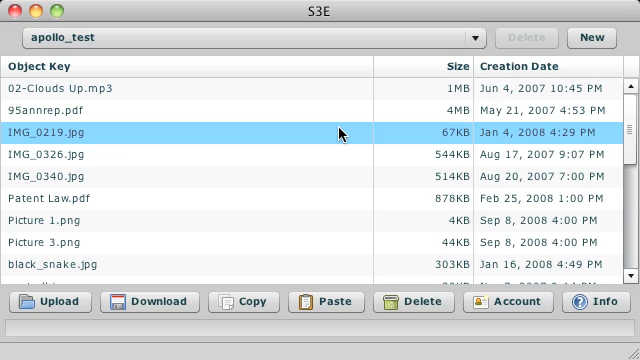 S3E
apollo_test Delete New
Object Key Size Creation Date
02-Clouds Up.mp3 1MB Jun 4, 2007 10:45 PM
95annrep.pdf 4MB May 21, 2007 4:53 PM
IMG_0219.jpg 67KB Jan 4, 2008 4:29 PM
IMG_0326.jpg 544KB Aug 17, 2007 9:07 PM
IMG_0340.jpg 514KB Aug 20, 2007 7:00 PM
Patent Law.pdf 878KB Feb 25, 2008 1:00 PM
Picture 1.png 4KB Sep 8, 2008 4:00 PM
Picture 3.png 44KB Sep 8, 2008 4:00 PM
black_snake.jpg 303KB Jan 16, 2008 4:49 PM
Upload Download Copy Paste Delete Account Info